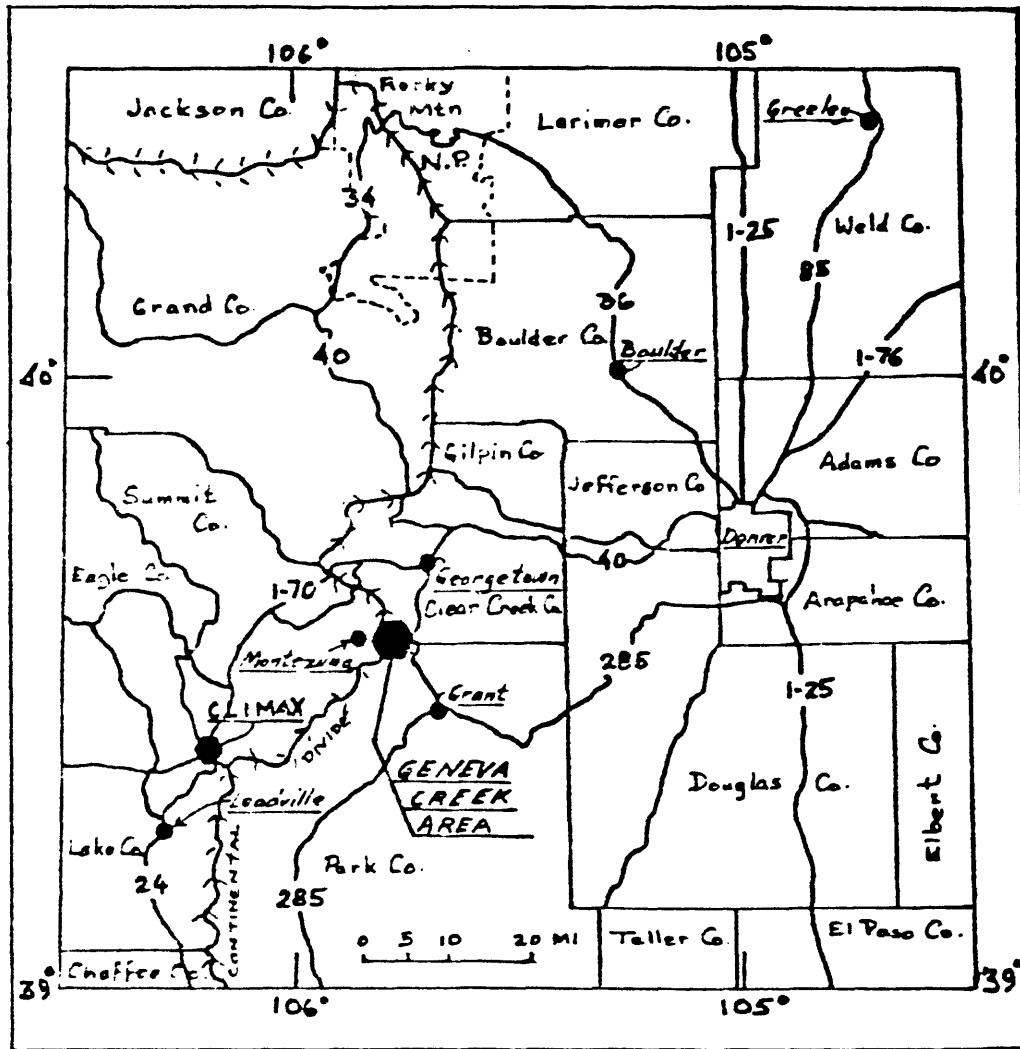 106°
105°
Jackson Co.
Rocky
Mtn
N.P.
Larimer Co.
Greeley
34
I-25
Weld Co.
85
Grand Co.
36
Boulder Co.
Boulder
I-76
40
40°
40°
Gilpin Co
Jefferson Co
Adams Co
Summit
Co.
Eagle Co.
I-70
Georgetown
Clear Creek Co.
40
Denver
Arapahoe Co.
Montezuma
285
I-25
Grant
CLIMAX
DIVIDE
GENEVA
CREEK
AREA
Douglas Co.
Elbert Co.
Leadville
Lake Co.
24
CONTINENTAL
Park Co.
285
0 5 10 20 MI
Teller Co.
El Paso Co.
Chaffee Co.
39°
39°
106°
105°